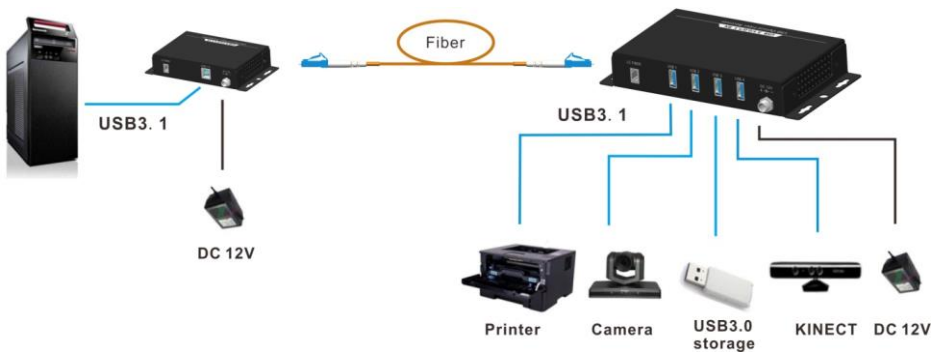 Fiber
USB3. 1
USB3. 1
DC 12V
Printer
Camera
USB3.0
storage
KINECT
DC 12V